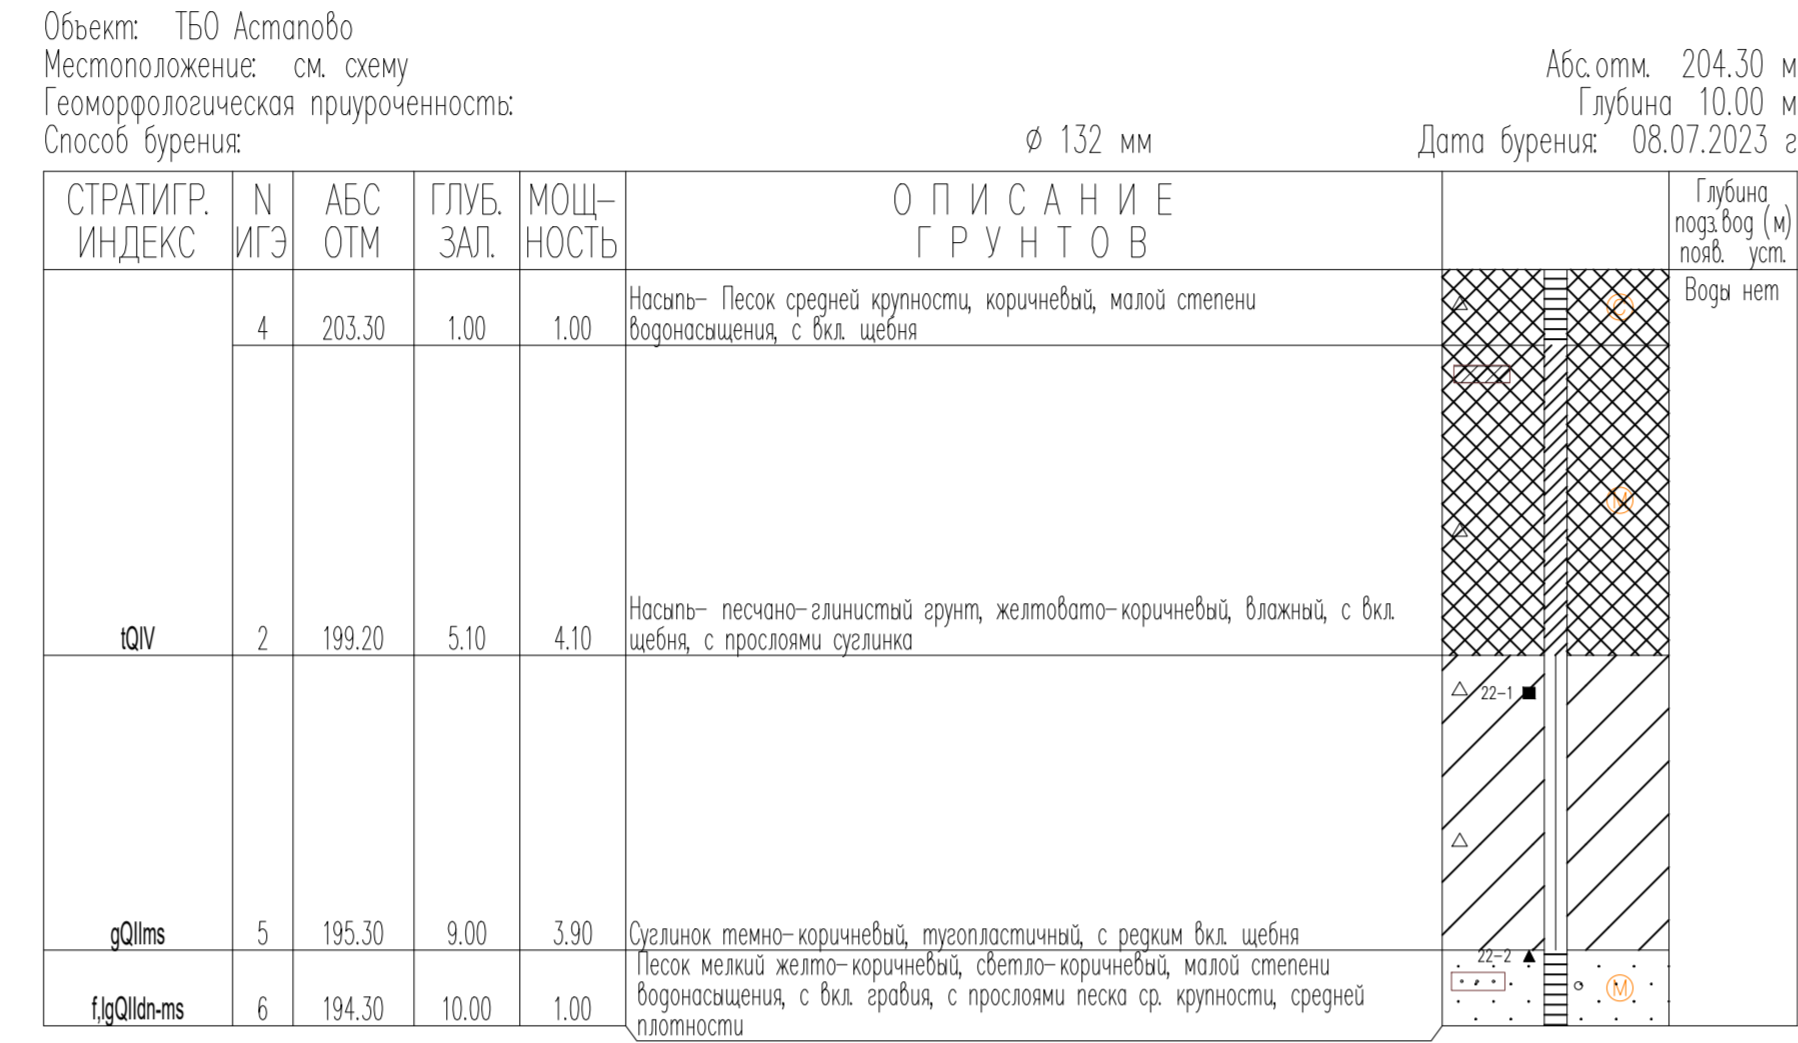 Объект: ТБО Астапово
Местоположение: см. схему
Абс.отм. 204.30 м
Геоморфологическая приуроченность:
Глубина 10.00 м
Способ бурения:
Ø 132 мм
Дата бурения: 08.07.2023 г
СТРАТИГР.
ИНДЕКС
N
ИГЭ
АБС
ОТМ
ГЛУБ.
ЗАЛ.
МОЩ-
НОСТЬ
ОПИСАНИЕ
ГРУНТОВ
Глубина
подз.вод (м)
появ. уст.
Насыпь- Песок средней крупности, коричневый, малой степени
4 203.30 1.00 1.00 водонасыщения, с вкл. щебня
С
Воды нет
М
Насыпь- песчано-глинистый грунт, желтовато-коричневый, влажный, с вкл.
tQIV 2 199.20 5.10 4.10 щебня, с прослоями суглинка
22-1
gQIIms 5 195.30 9.00 3.90 Суглинок темно-коричневый, тугопластичный, с редким вкл. щебня
22-2
Песок мелкий желто-коричневый, светло-коричневый, малой степени
f,lgQIIdn-ms 6 194.30 10.00 1.00 водонасыщения, с вкл. гравия, с прослоями песка ср. крупности, средней
плотности
М